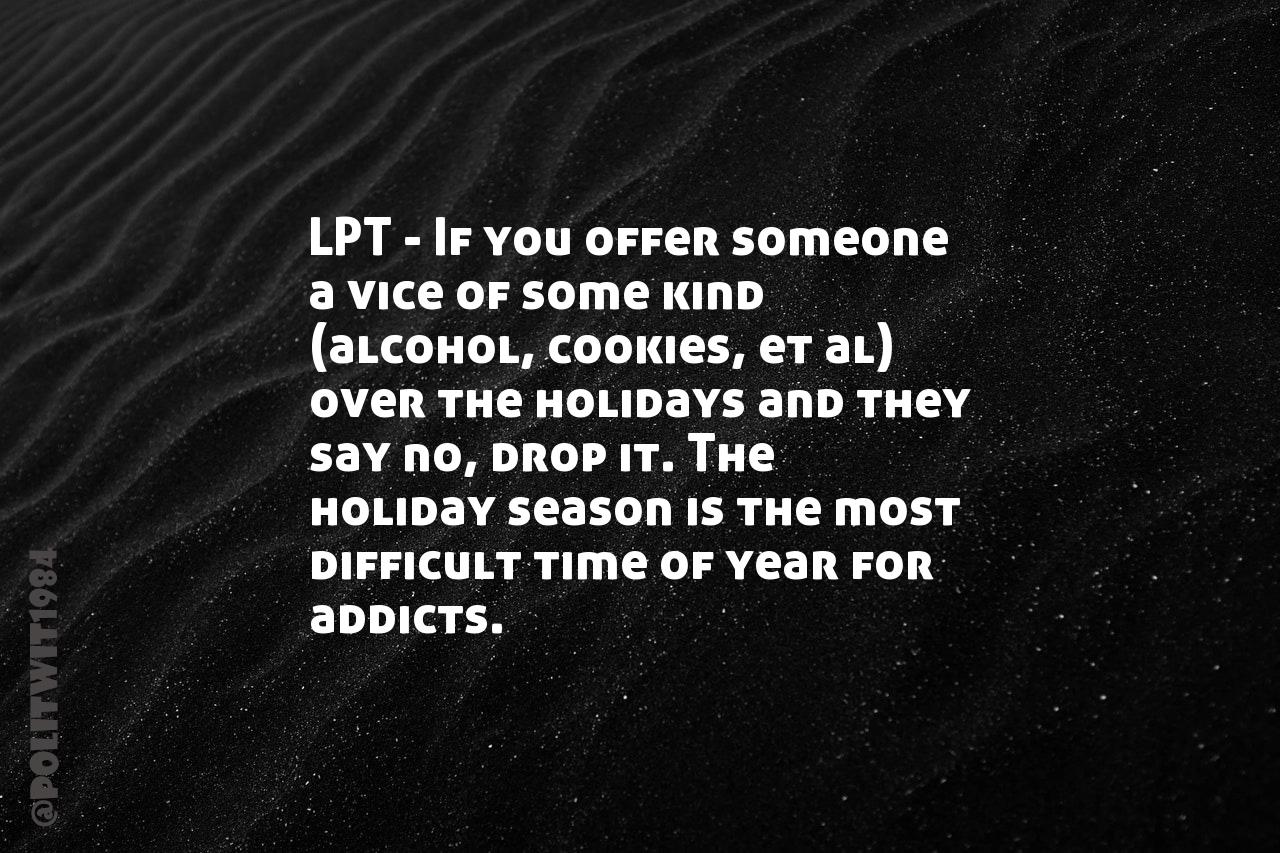 LPT - If you offer someone
a vice of some kind
(alcohol, cookies, et al)
over the holidays and they
say no, drop it. The
holiday season is the most
difficult time of year for
addicts.
@POLITWIT1984